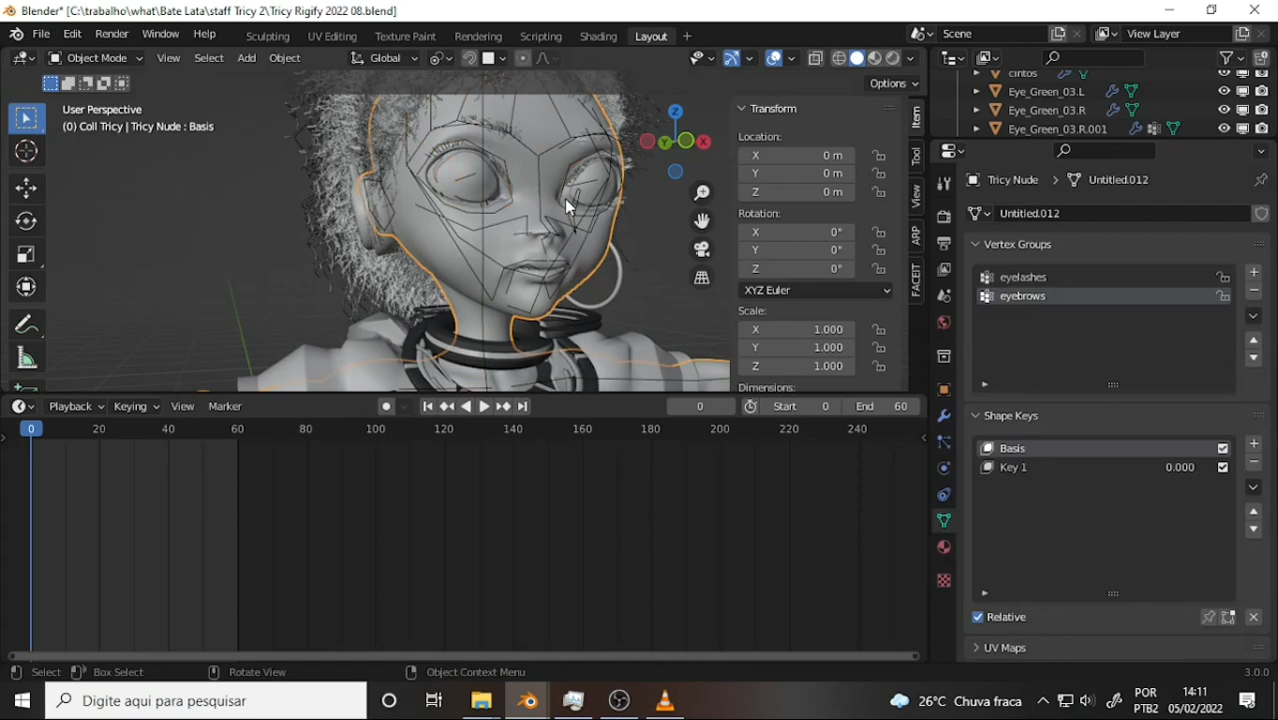 Blender* [C:\trabalho\what\Bate Lata\staff Tricy 2\Tricy Rigify 2022 08.blend]
File Edit Render Window Help Sculpting UV Editing Texture Paint Rendering Scripting Shading Layout + Scene View Layer
Object Mode View Select Add Object Global
Options
User Perspective
(0) Coll Tricy | Tricy Nude : Basis
Z
Y
X
Transform
Location:
X 0 m
Y 0 m
Z 0 m
Rotation:
X 0°
Y 0°
Z 0°
XYZ Euler
Scale:
X 1.000
Y 1.000
Z 1.000
Dimensions:
Item
Tool
View
ARP
FACEIT
cintos
Eye_Green_03.L
Eye_Green_03.R
Eye_Green_03.R.001
Tricy Nude > Untitled.012
Untitled.012
Vertex Groups
eyelashes
eyebrows
Shape Keys
Basis
Key 1 0.000
Relative
UV Maps
Playback Keying View Marker 0 Start 0 End 60
0 20 40 60 80 100 120 140 160 180 200 220 240
Select Box Select Rotate View Object Context Menu 3.0.0
Digite aqui para pesquisar
26°C Chuva fraca
POR
PTB2
14:11
05/02/2022